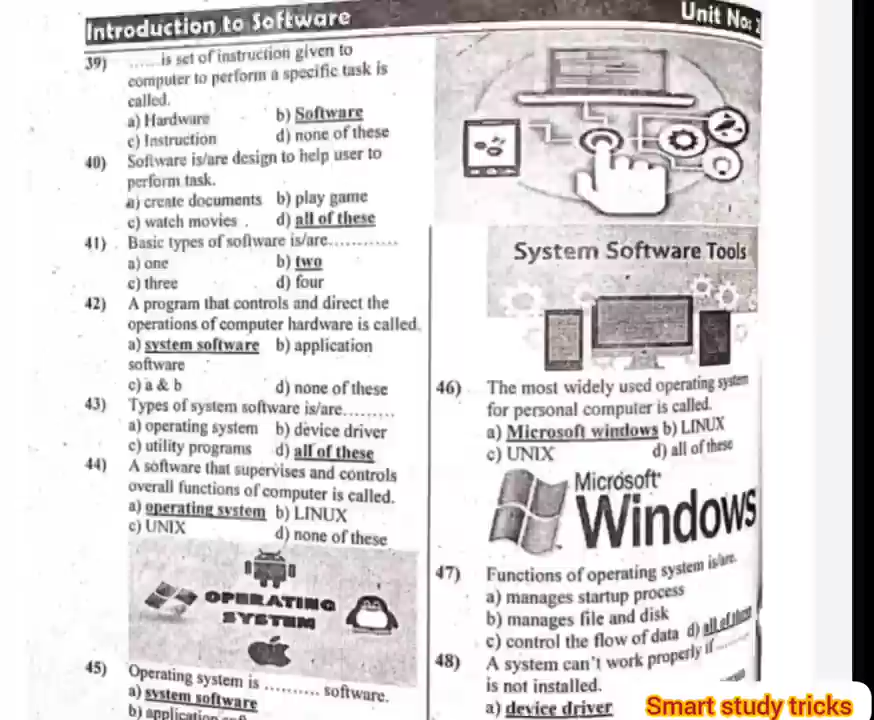 Introduction to Software
Unit No: 2
39) ......is set of instruction given to
computer to perform a specific task is
called.
a) Hardware b) Software
c) Instruction d) none of these
40) Software is/are design to help user to
perform task.
a) create documents b) play game
c) watch movies . d) all of these
41) Basic types of software is/are............
a) one b) two
c) three d) four
42) A program that controls and direct the
operations of computer hardware is called.
a) system software b) application
software
c) a & b d) none of these
43) Types of system software is/are.........
a) operating system b) device driver
c) utility programs d) all of these
44) A software that supervises and controls
overall functions of computer is called.
a) operating system b) LINUX
c) UNIX d) none of these
OPERATING
SYSTEM
45) Operating system is .......... software.
a) system software
b) application
System Software Tools
46) The most widely used operating system
for personal computer is called.
a) Microsoft windows b) LINUX
c) UNIX d) all of these
Microsoft
Windows
47) Functions of operating system is/are.
a) manages startup process
b) manages file and disk
c) control the flow of data d) all of these
48) A system can't work properly if ........
is not installed.
a) device driver
Smart study tricks